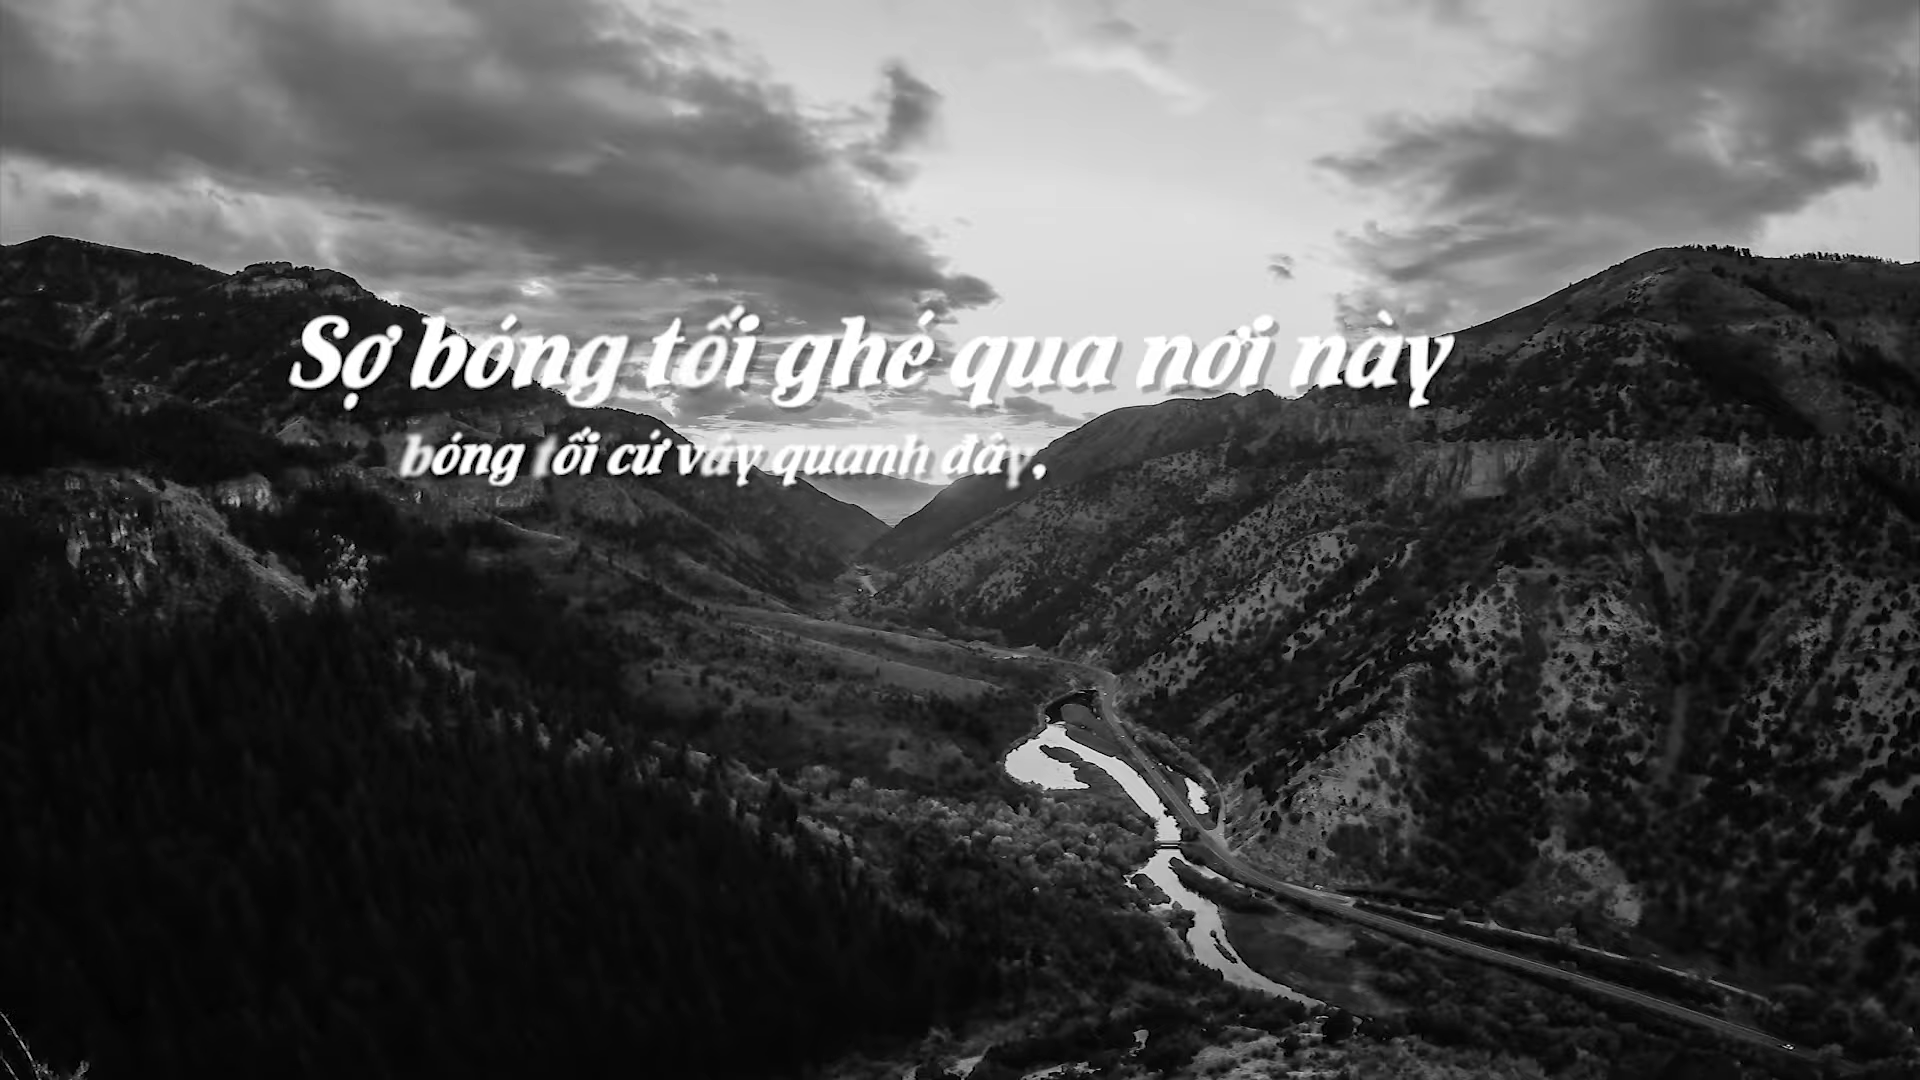 Sợ bóng tối ghé qua nơi này
bóng tối cứ vây quanh đây,